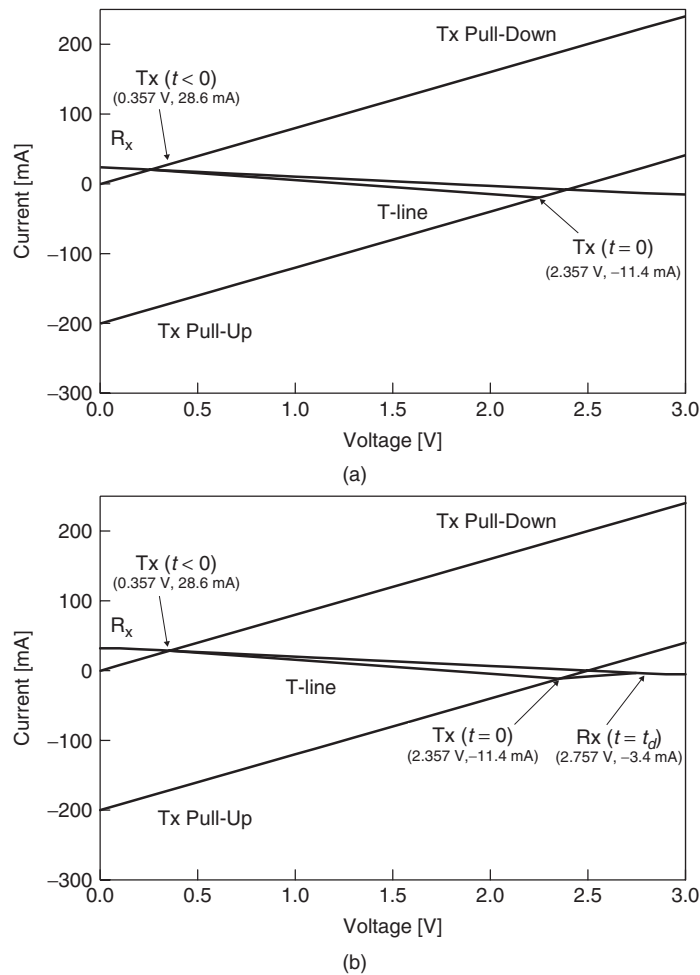 200
100
0
−100
−200
−300
Current [mA]
Tx Pull-Down
Tx (t < 0)
(0.357 V, 28.6 mA)
Rx
T-line
Tx (t = 0)
(2.357 V, −11.4 mA)
Tx Pull-Up
0.0 0.5 1.0 1.5 2.0 2.5 3.0
Voltage [V]
(a)
200
100
0
−100
−200
−300
Current [mA]
Tx Pull-Down
Tx (t < 0)
(0.357 V, 28.6 mA)
Rx
T-line
Tx (t = 0)
(2.357 V,−11.4 mA)
Rx (t = td)
(2.757 V, −3.4 mA)
Tx Pull-Up
0.0 0.5 1.0 1.5 2.0 2.5 3.0
Voltage [V]
(b)